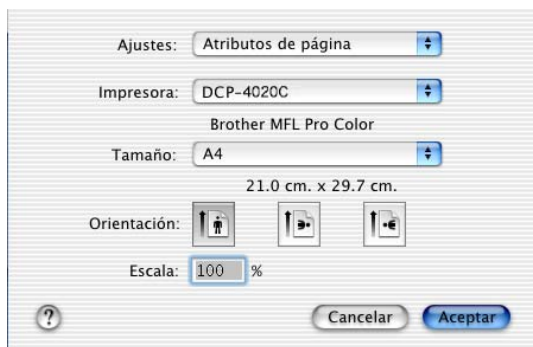 Ajustes: Atributos de página
Impresora: DCP-4020C
Brother MFL Pro Color
Tamaño: A4
21.0 cm. x 29.7 cm.
Orientación:
Escala: 100 %
? Cancelar Aceptar